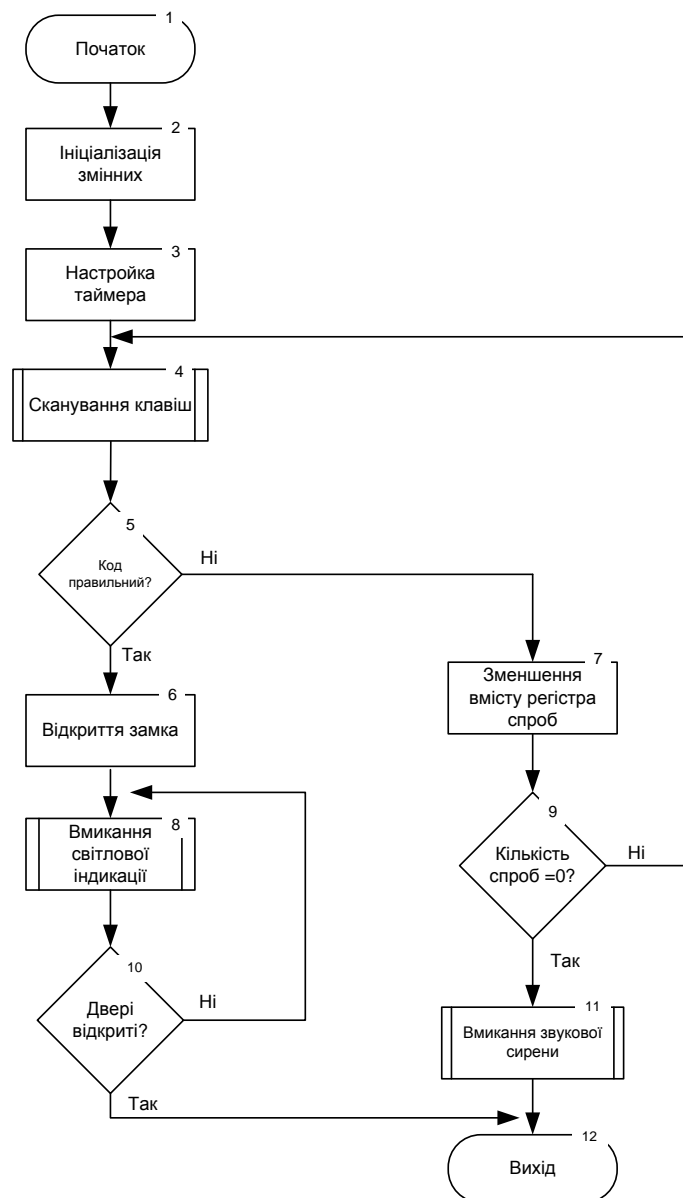 1
Початок
2
Ініціалізація
змінних
3
Настройка
таймера
4
Сканування клавіш
5
Код
правильний?
Ні
Так
6
Відкриття замка
7
Зменшення
вмісту регістра
спроб
8
Вмикання
світлової
індикації
9
Кількість
спроб =0?
Ні
Так
10
Двері
відкриті?
Ні
Так
11
Вмикання звукової
сирени
12
Вихід